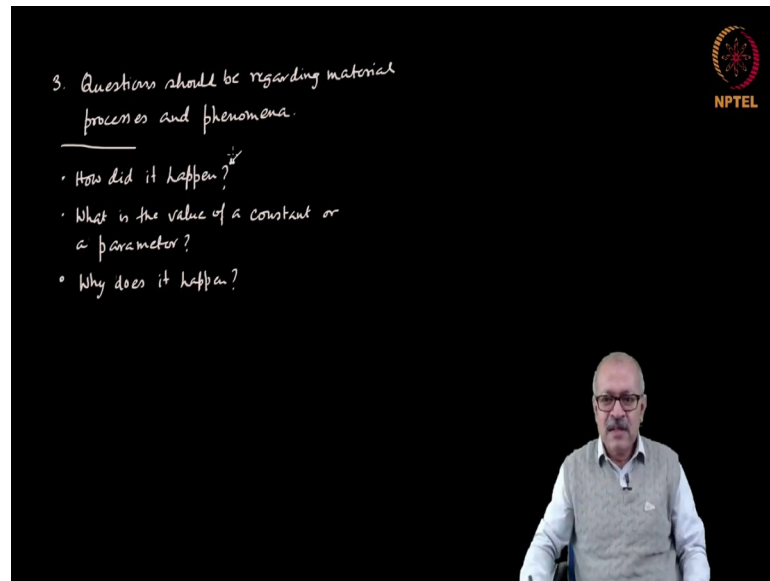 3. Questions should be regarding material
processes and phenomena.
• How did it happen?
• What is the value of a constant or
a parameter?
• Why does it happen?
NPTEL